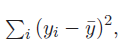 ∑ᵢ (yᵢ − ȳ)²,